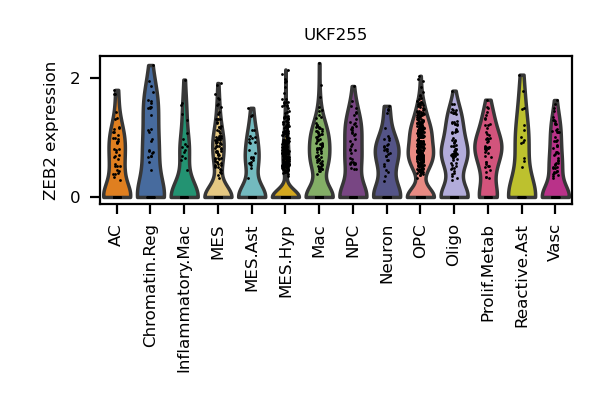 UKF255
ZEB2 expression
2
0
AC
Chromatin.Reg
Inflammatory.Mac
MES
MES.Ast
MES.Hyp
Mac
NPC
Neuron
OPC
Oligo
Prolif.Metab
Reactive.Ast
Vasc